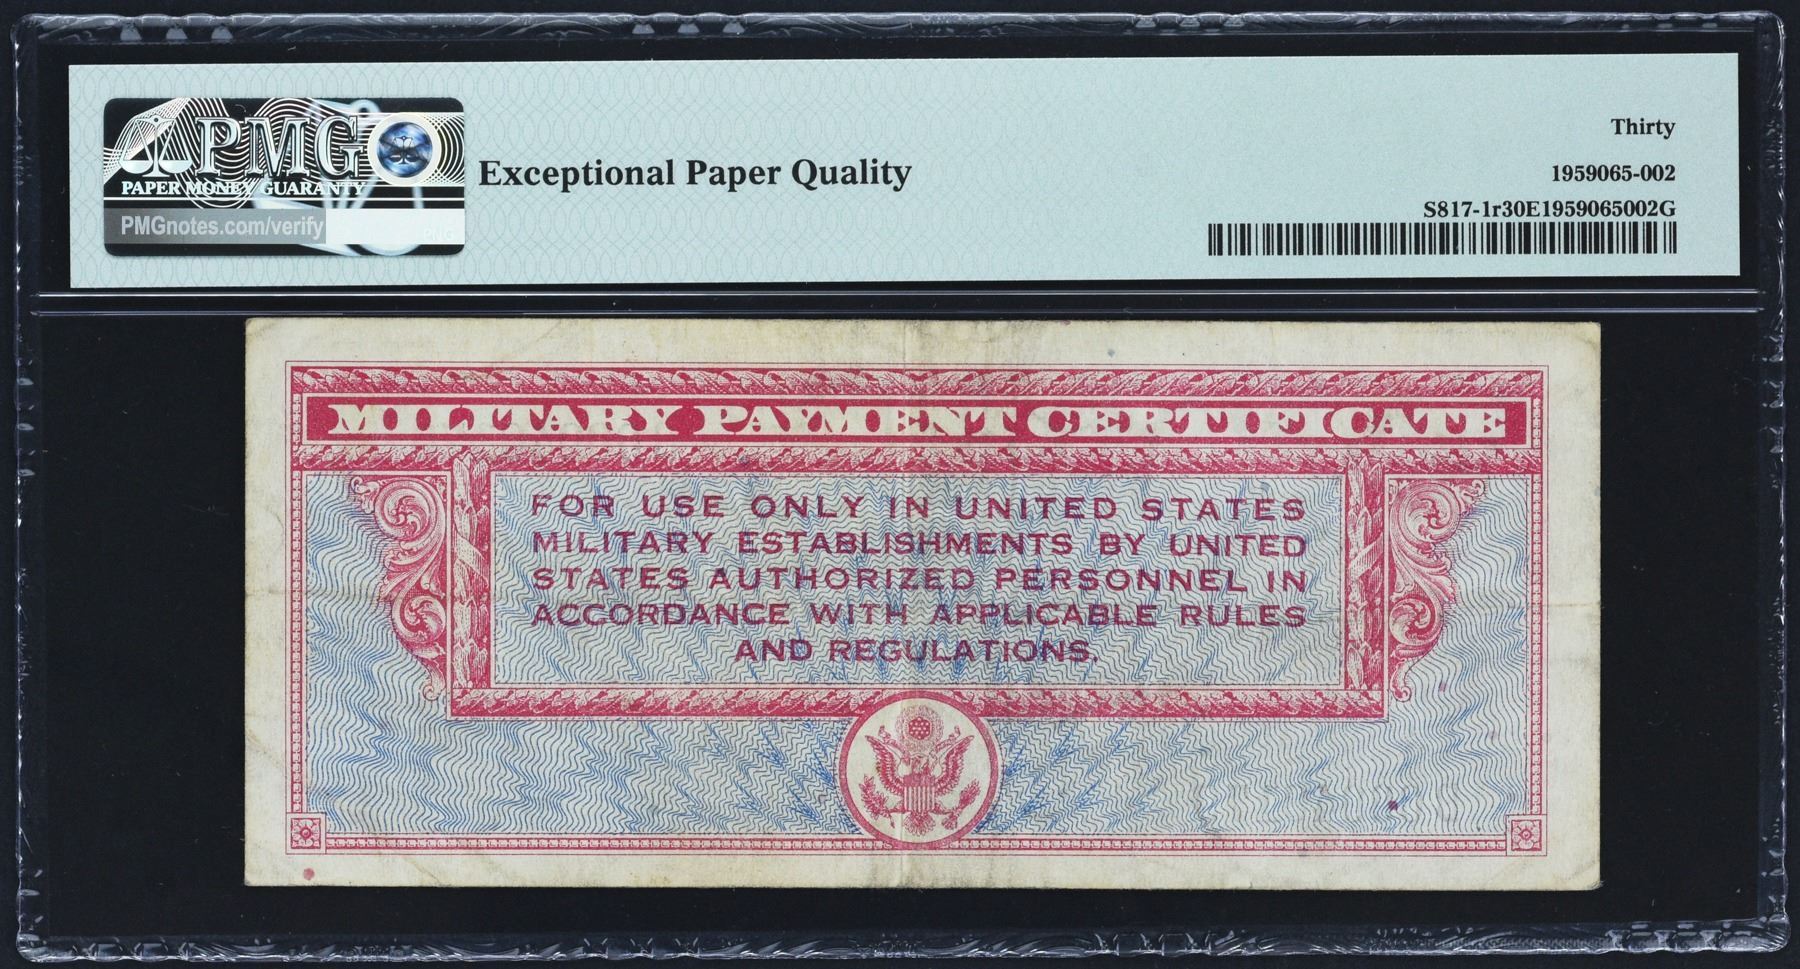 PMG
PAPER MONEY GUARANTY
PMGnotes.com/verify
Exceptional Paper Quality
Thirty
1959065-002
S817-1r30E1959065002G
MILITARY PAYMENT CERTIFICATE
FOR USE ONLY IN UNITED STATES
MILITARY ESTABLISHMENTS BY UNITED
STATES AUTHORIZED PERSONNEL IN
ACCORDANCE WITH APPLICABLE RULES
AND REGULATIONS.